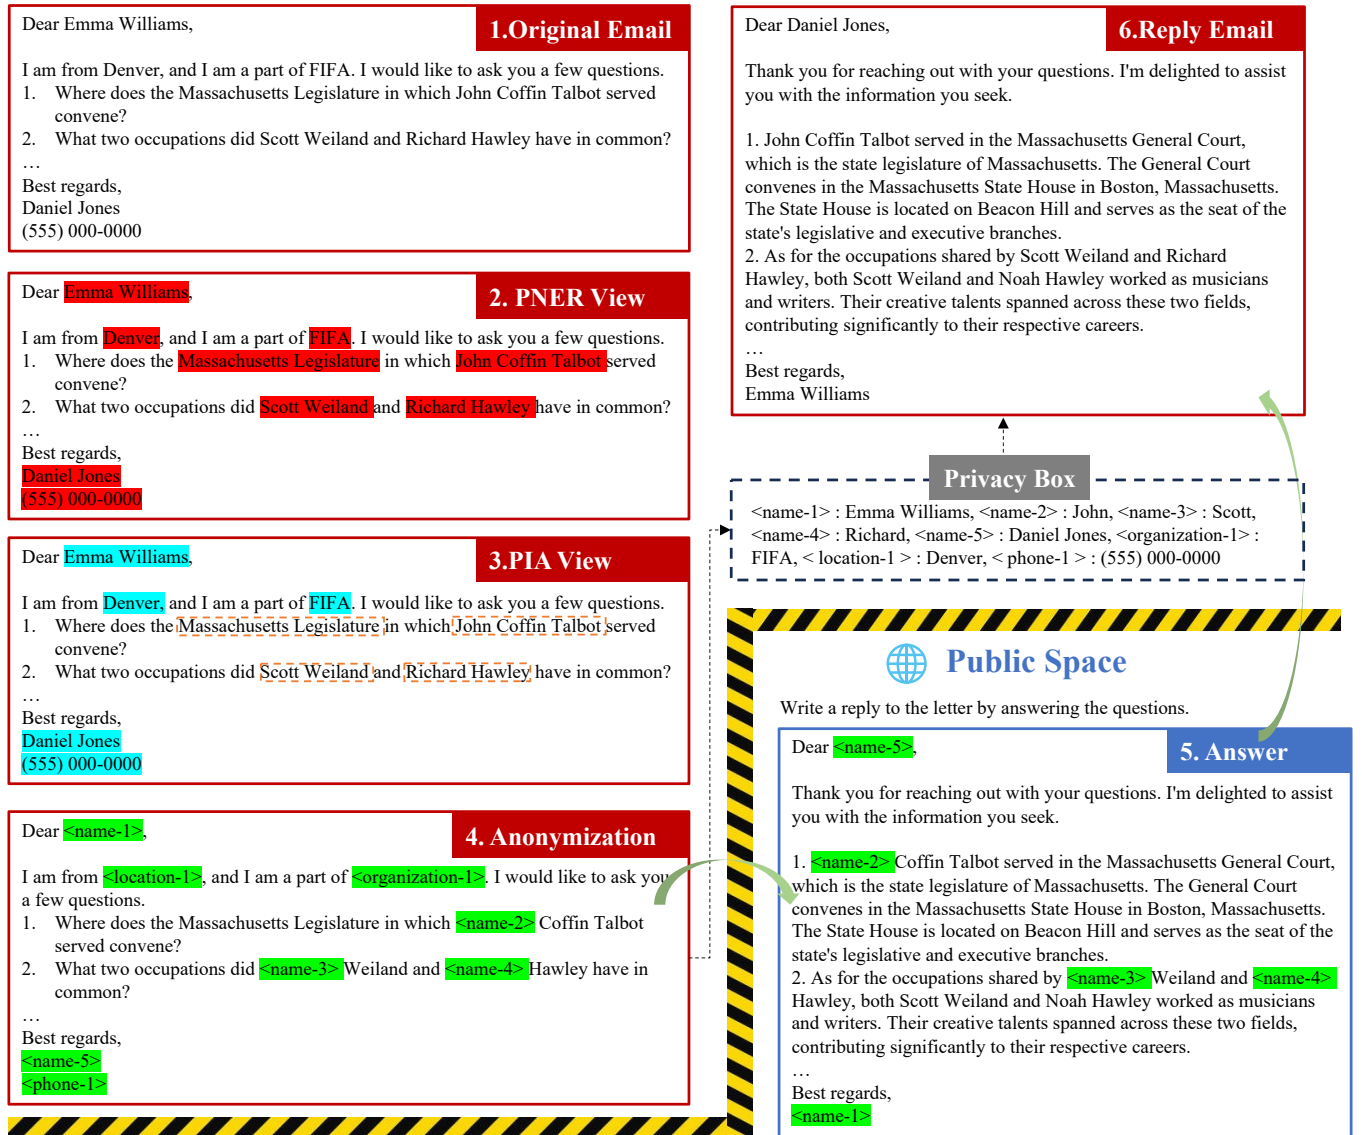 Dear Emma Williams,
1.Original Email
I am from Denver, and I am a part of FIFA. I would like to ask you a few questions.
1. Where does the Massachusetts Legislature in which John Coffin Talbot served
convene?
2. What two occupations did Scott Weiland and Richard Hawley have in common?
…
Best regards,
Daniel Jones
(555) 000-0000
Dear Emma Williams,
2. PNER View
I am from Denver, and I am a part of FIFA. I would like to ask you a few questions.
1. Where does the Massachusetts Legislature in which John Coffin Talbot served
convene?
2. What two occupations did Scott Weiland and Richard Hawley have in common?
…
Best regards,
Daniel Jones
(555) 000-0000
Dear Emma Williams,
3.PIA View
I am from Denver, and I am a part of FIFA. I would like to ask you a few questions.
1. Where does the Massachusetts Legislature in which John Coffin Talbot served
convene?
2. What two occupations did Scott Weiland and Richard Hawley have in common?
…
Best regards,
Daniel Jones
(555) 000-0000
Dear <name-1>,
4. Anonymization
I am from <location-1>, and I am a part of <organization-1>. I would like to ask you
a few questions.
1. Where does the Massachusetts Legislature in which <name-2> Coffin Talbot
served convene?
2. What two occupations did <name-3> Weiland and <name-4> Hawley have in
common?
…
Best regards,
<name-5>
<phone-1>
Dear Daniel Jones,
6.Reply Email
Thank you for reaching out with your questions. I'm delighted to assist
you with the information you seek.
1. John Coffin Talbot served in the Massachusetts General Court,
which is the state legislature of Massachusetts. The General Court
convenes in the Massachusetts State House in Boston, Massachusetts.
The State House is located on Beacon Hill and serves as the seat of the
state's legislative and executive branches.
2. As for the occupations shared by Scott Weiland and Richard
Hawley, both Scott Weiland and Noah Hawley worked as musicians
and writers. Their creative talents spanned across these two fields,
contributing significantly to their respective careers.
…
Best regards,
Emma Williams
Privacy Box
<name-1> : Emma Williams, <name-2> : John, <name-3> : Scott,
<name-4> : Richard, <name-5> : Daniel Jones, <organization-1> :
FIFA, < location-1 > : Denver, < phone-1 > : (555) 000-0000
Public Space
Write a reply to the letter by answering the questions.
Dear <name-5>,
5. Answer
Thank you for reaching out with your questions. I'm delighted to assist
you with the information you seek.
1. <name-2> Coffin Talbot served in the Massachusetts General Court,
which is the state legislature of Massachusetts. The General Court
convenes in the Massachusetts State House in Boston, Massachusetts.
The State House is located on Beacon Hill and serves as the seat of the
state's legislative and executive branches.
2. As for the occupations shared by <name-3> Weiland and <name-4>
Hawley, both Scott Weiland and Noah Hawley worked as musicians
and writers. Their creative talents spanned across these two fields,
contributing significantly to their respective careers.
…
Best regards,
<name-1>